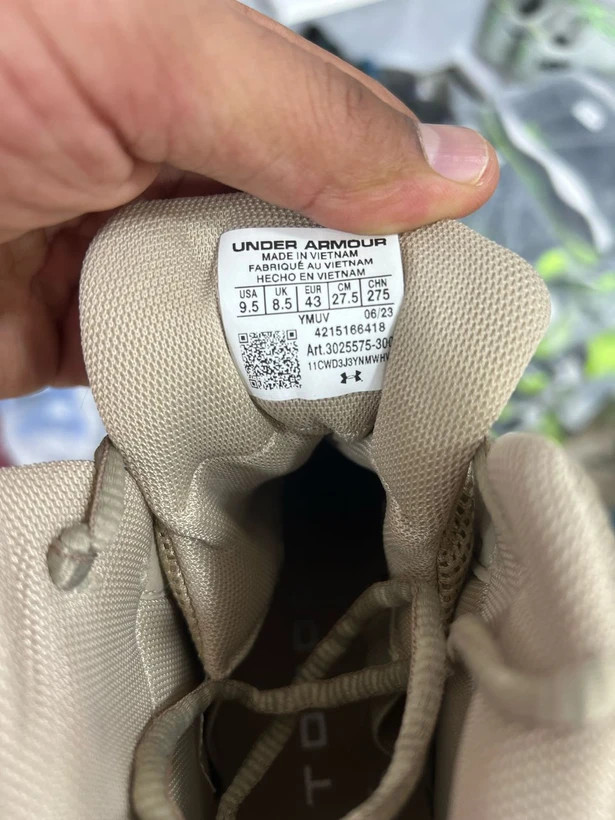 UNDER ARMOUR
MADE IN VIETNAM
FABRIQUÉ AU VIETNAM
HECHO EN VIETNAM
USA UK EUR CM CHN
9.5 8.5 43 27.5 275
YMUV 06/23
4215166418
Art.3025575-300